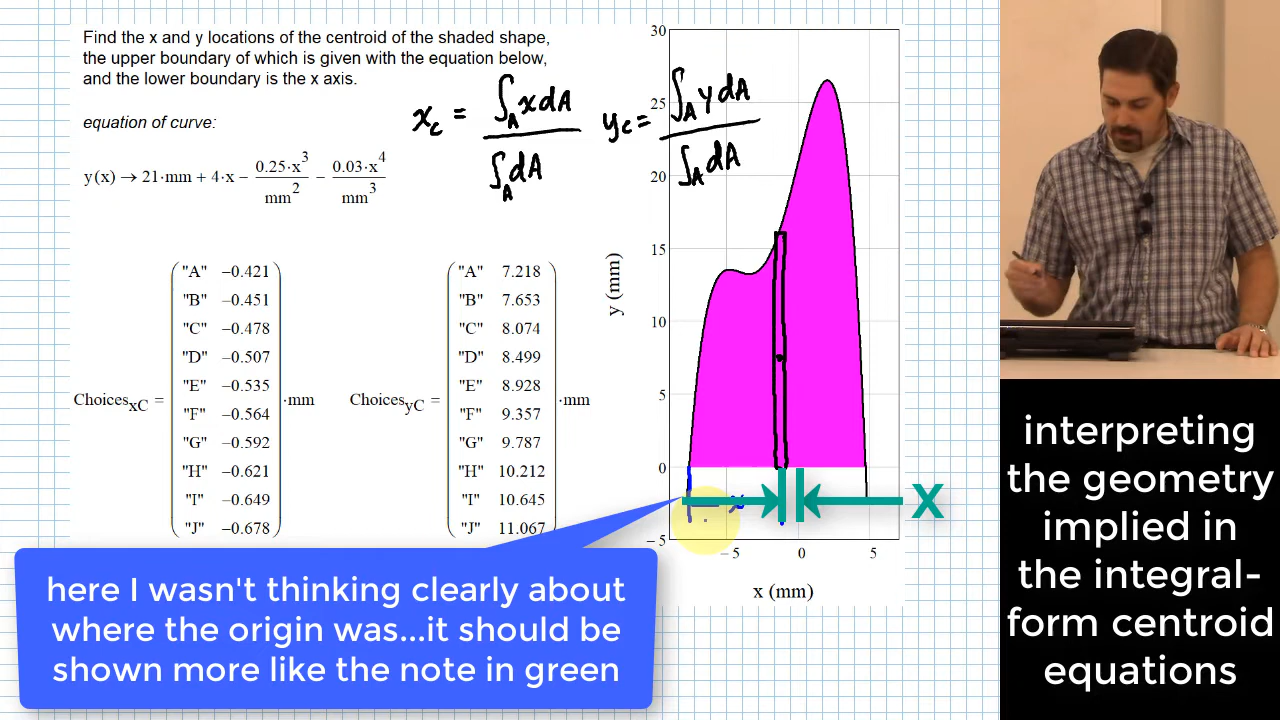 Find the x and y locations of the centroid of the shaded shape,
the upper boundary of which is given with the equation below,
and the lower boundary is the x axis.
equation of curve:
y(x) → 21·mm + 4·x − 0.25·x³/mm² − 0.03·x⁴/mm³
x_c = ∫_A x dA / ∫_A dA
y_c = ∫_A y dA / ∫_A dA
Choices_xC = ("A" −0.421
"B" −0.451
"C" −0.478
"D" −0.507
"E" −0.535
"F" −0.564
"G" −0.592
"H" −0.621
"I" −0.649
"J" −0.678) ·mm
Choices_yC = ("A" 7.218
"B" 7.653
"C" 8.074
"D" 8.499
"E" 8.928
"F" 9.357
"G" 9.787
"H" 10.212
"I" 10.645
"J" 11.067) ·mm
30
25
20
15
10
5
0
−5
y (mm)
−5 0 5
x (mm)
x
X
here I wasn't thinking clearly about
where the origin was...it should be
shown more like the note in green
interpreting
the geometry
implied in
the integral-
form centroid
equations